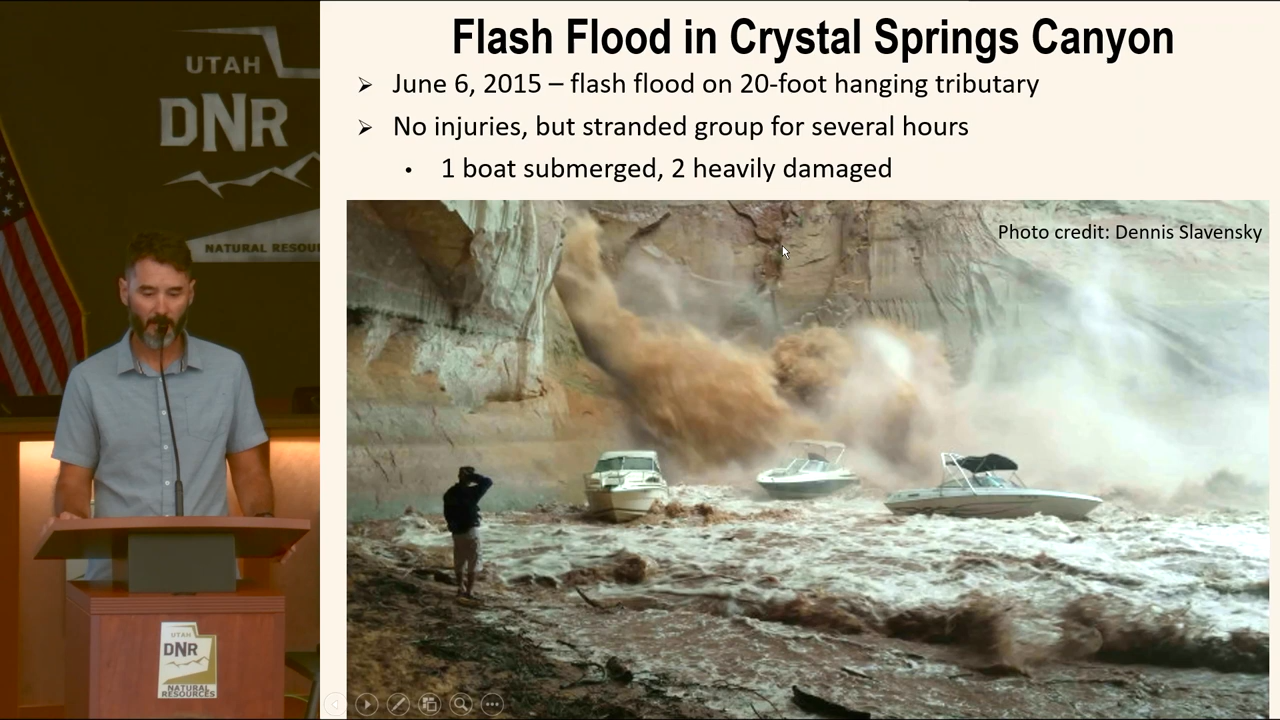 UTAH
DNR
NATURAL RESOU
UTAH
DNR
NATURAL
RESOURCES
Flash Flood in Crystal Springs Canyon
June 6, 2015 – flash flood on 20-foot hanging tributary
No injuries, but stranded group for several hours
1 boat submerged, 2 heavily damaged
Photo credit: Dennis Slavensky